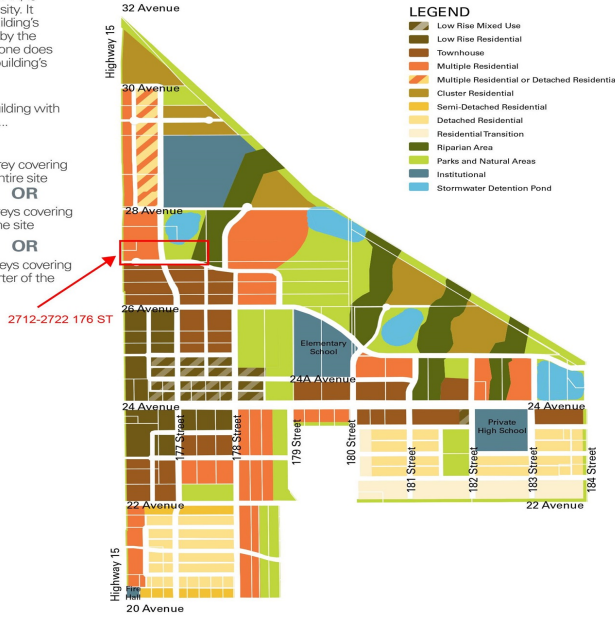 sity. It
ilding's
by the
one does
building's
ilding with
...
rey covering
ntire site
OR
reys covering
ne site
OR
eys covering
rter of the
2712-2722 176 ST
32 Avenue
Highway 15
30 Avenue
28 Avenue
26 Avenue
Elementary
School
24A Avenue
24 Avenue
24 Avenue
177 Street
178 Street
179 Street
180 Street
181 Street
182 Street
183 Street
184 Street
Private
High School
22 Avenue
22 Avenue
Highway 15
Fire
Hall
20 Avenue
LEGEND
Low Rise Mixed Use
Low Rise Residential
Townhouse
Multiple Residential
Multiple Residential or Detached Residential
Cluster Residential
Semi-Detached Residential
Detached Residential
Residential Transition
Riparian Area
Parks and Natural Areas
Institutional
Stormwater Detention Pond